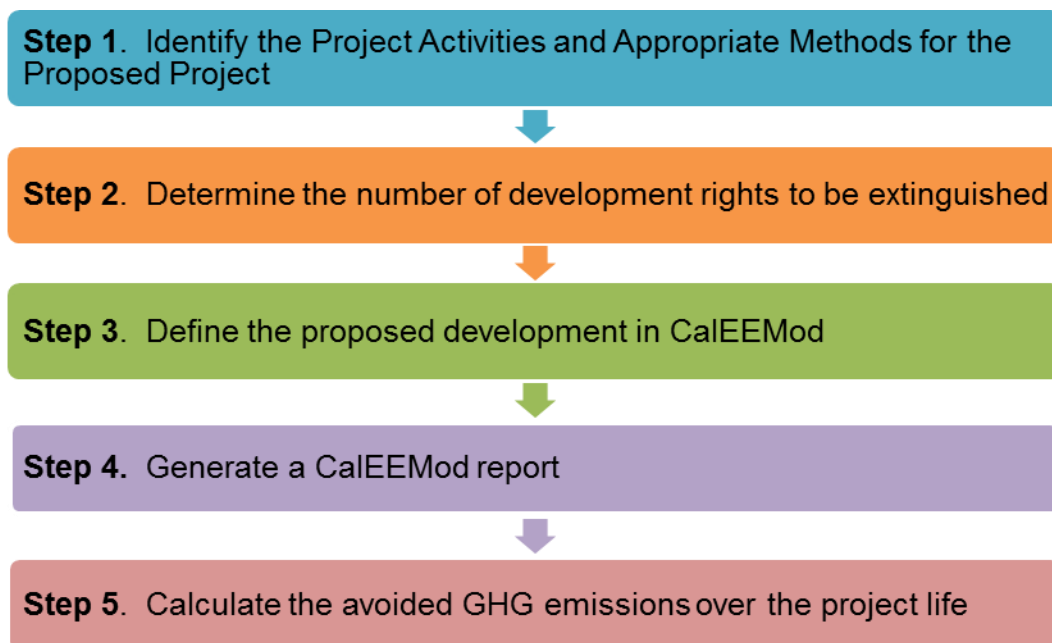 Step 1. Identify the Project Activities and Appropriate Methods for the
Proposed Project
Step 2. Determine the number of development rights to be extinguished
Step 3. Define the proposed development in CalEEMod
Step 4. Generate a CalEEMod report
Step 5. Calculate the avoided GHG emissions over the project life